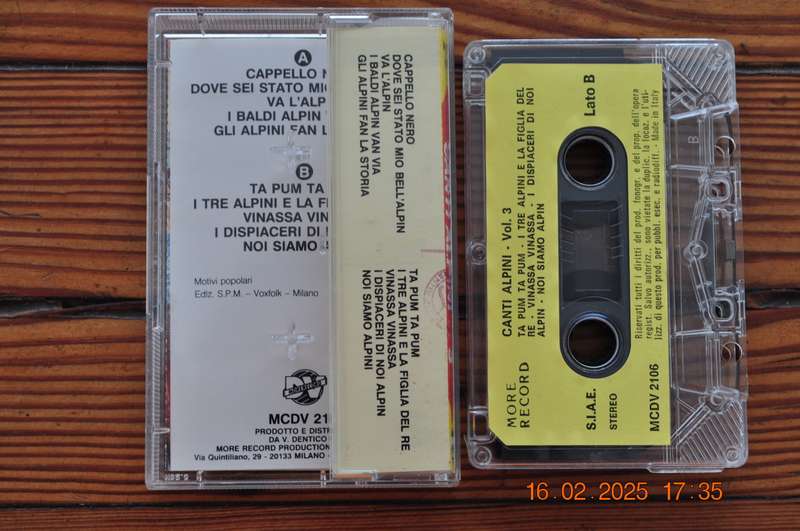 A
CAPPELLO N
DOVE SEI STATO MIO
VA L'ALP
I BALDI ALPIN
GLI ALPINI FAN L
B
TA PUM TA
I TRE ALPINI E LA F
VINASSA VIN
I DISPIACERI DI
NOI SIAMO
Motivi popolari
Ediz. S.P.M. – Voxfolk – Milano
MCDV 21
PRODOTTO E DISTR
DA V. DENTICO
MORE RECORD PRODUCTION
Via Quintiliano, 29 - 20133 MILANO
CAPPELLO NERO
DOVE SEI STATO MIO BELL'ALPIN
VA L'ALPIN
I BALDI ALPIN VAN VIA
GLI ALPINI FAN LA STORIA
TA PUM TA PUM
I TRE ALPINI E LA FIGLIA DEL RE
VINASSA VINASSA
I DISPIACERI DI NOI ALPIN
NOI SIAMO ALPINI
MORE
RECORD
CANTI ALPINI - Vol. 3
TA PUM TA PUM - I TRE ALPINI E LA FIGLIA DEL
RE - VINASSA VINASSA - I DISPIACERI DI NOI
ALPIN - NOI SIAMO ALPIN
S.I.A.E.
STEREO
Lato B
B
MCDV 2106
Riservati tutti i diritti del prod. fonogr. e del prop. dell'opera
regist. Salvo autorizz. sono vietate la duplic. la locaz. e l'uti-
lizz. di questo prod. per pubbl. esec. e radiodiff. - Made in Italy
16.02.2025 17:35